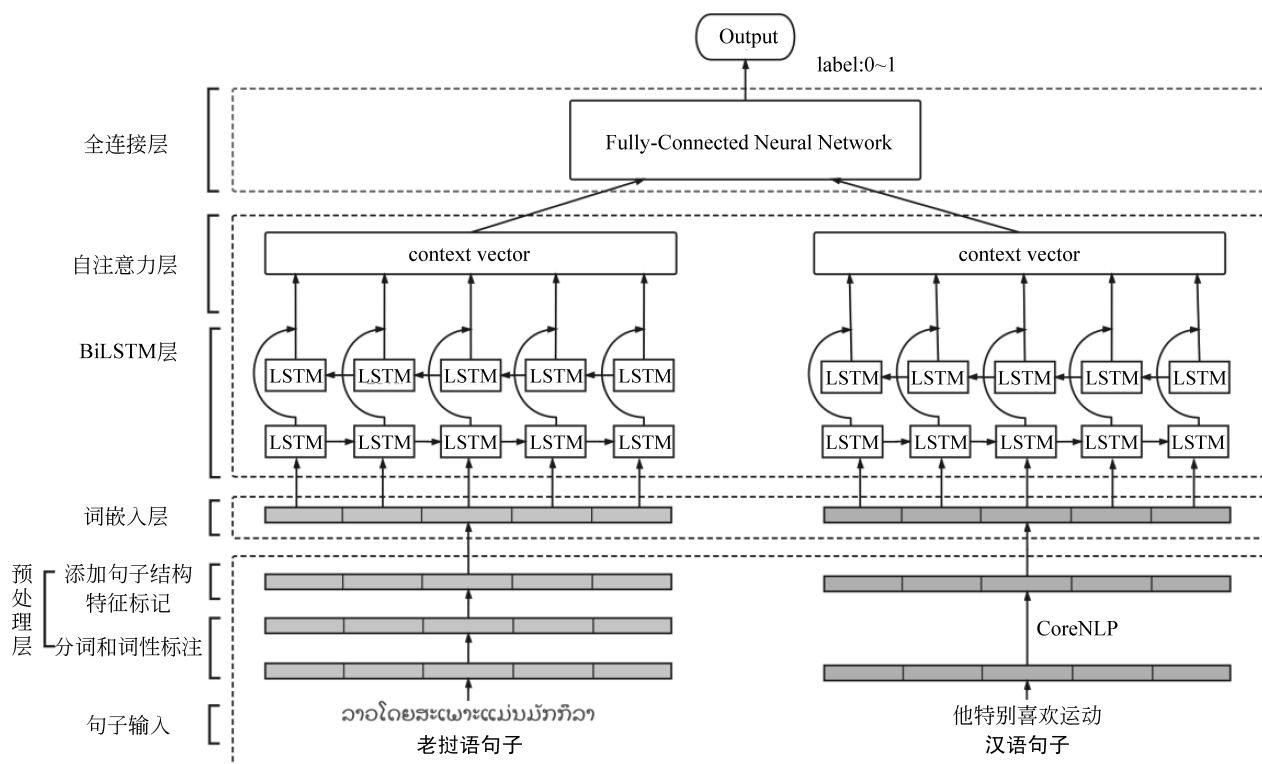 Output
label:0~1
全连接层
Fully-Connected Neural Network
自注意力层
context vector
context vector
BiLSTM层
LSTM LSTM LSTM LSTM LSTM
LSTM LSTM LSTM LSTM LSTM
LSTM LSTM LSTM LSTM LSTM
LSTM LSTM LSTM LSTM LSTM
词嵌入层
预处理层
添加句子结构
特征标记
分词和词性标注
CoreNLP
句子输入
ລາວໂດຍສະເພາະແມ່ນມັກກິລາ
老挝语句子
他特别喜欢运动
汉语句子